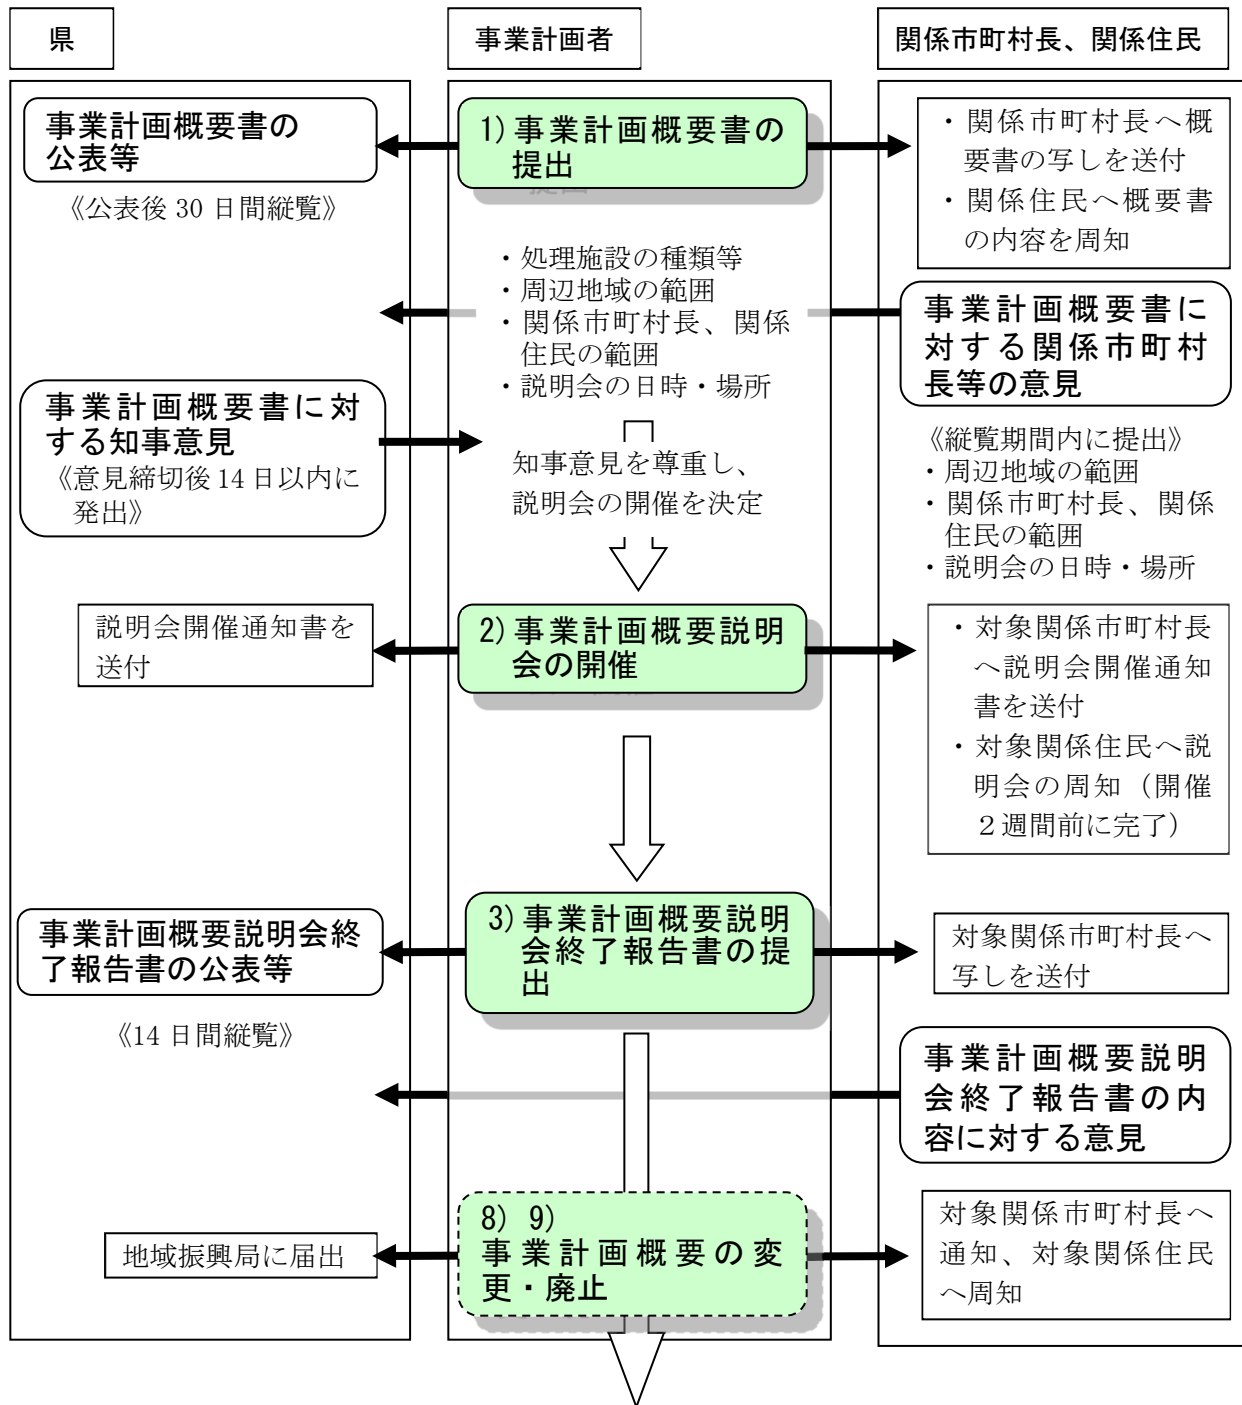 県
事業計画者
関係市町村長、関係住民
事業計画概要書の
公表等
《公表後 30 日間縦覧》
1) 事業計画概要書の
提出
・関係市町村長へ概
要書の写しを送付
・関係住民へ概要書
の内容を周知
・処理施設の種類等
・周辺地域の範囲
・関係市町村長、関係
住民の範囲
・説明会の日時・場所
事業計画概要書に
対する関係市町村
長等の意見
《縦覧期間内に提出》
・周辺地域の範囲
・関係市町村長、関係
住民の範囲
・説明会の日時・場所
事業計画概要書に対
する知事意見
《意見締切後 14 日以内に
発出》
知事意見を尊重し、
説明会の開催を決定
説明会開催通知書を
送付
2) 事業計画概要説明
会の開催
・対象関係市町村長
へ説明会開催通知
書を送付
・対象関係住民へ説
明会の周知（開催
２週間前に完了）
事業計画概要説明会終
了報告書の公表等
《14 日間縦覧》
3) 事業計画概要説明
会終了報告書の提
出
対象関係市町村長へ
写しを送付
事業計画概要説明
会終了報告書の内
容に対する意見
地域振興局に届出
8) 9)
事業計画概要の変
更・廃止
対象関係市町村長へ
通知、対象関係住民
へ周知